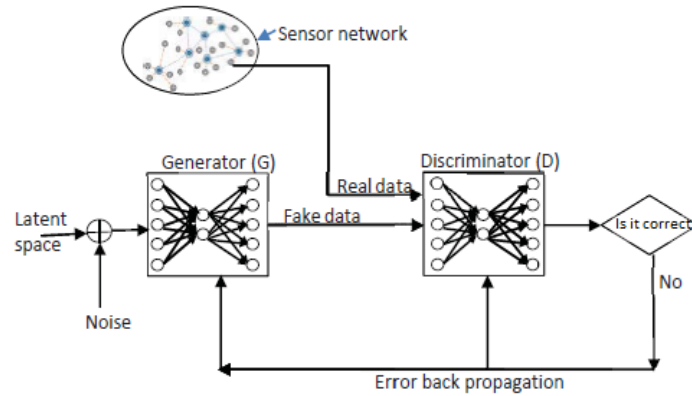 Sensor network
Generator (G)
Discriminator (D)
Real data
Fake data
Latent
space
Noise
Is it correct
No
Error back propagation